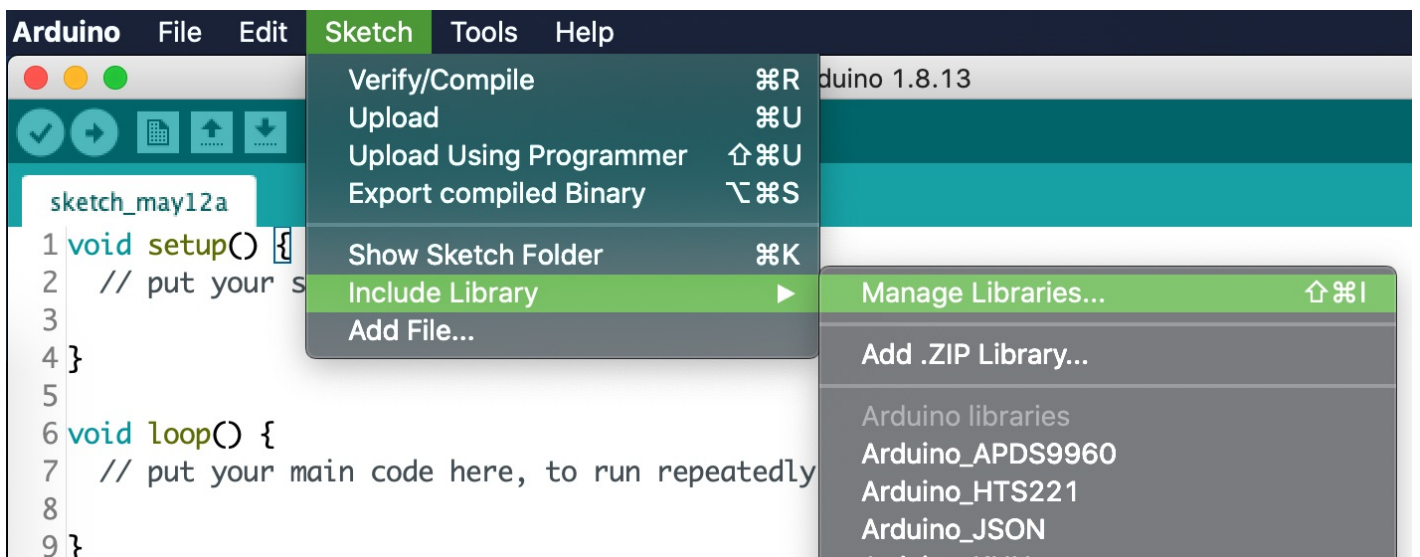 Arduino File Edit Sketch Tools Help
duino 1.8.13
Verify/Compile ⌘R
Upload ⌘U
Upload Using Programmer ⇧⌘U
Export compiled Binary ⌥⌘S
Show Sketch Folder ⌘K
Include Library ▶
Add File...
Manage Libraries... ⇧⌘I
Add .ZIP Library...
Arduino libraries
Arduino_APDS9960
Arduino_HTS221
Arduino_JSON
sketch_may12a
1 void setup() {
2 // put your s
3
4 }
5
6 void loop() {
7 // put your main code here, to run repeatedly
8
9 }